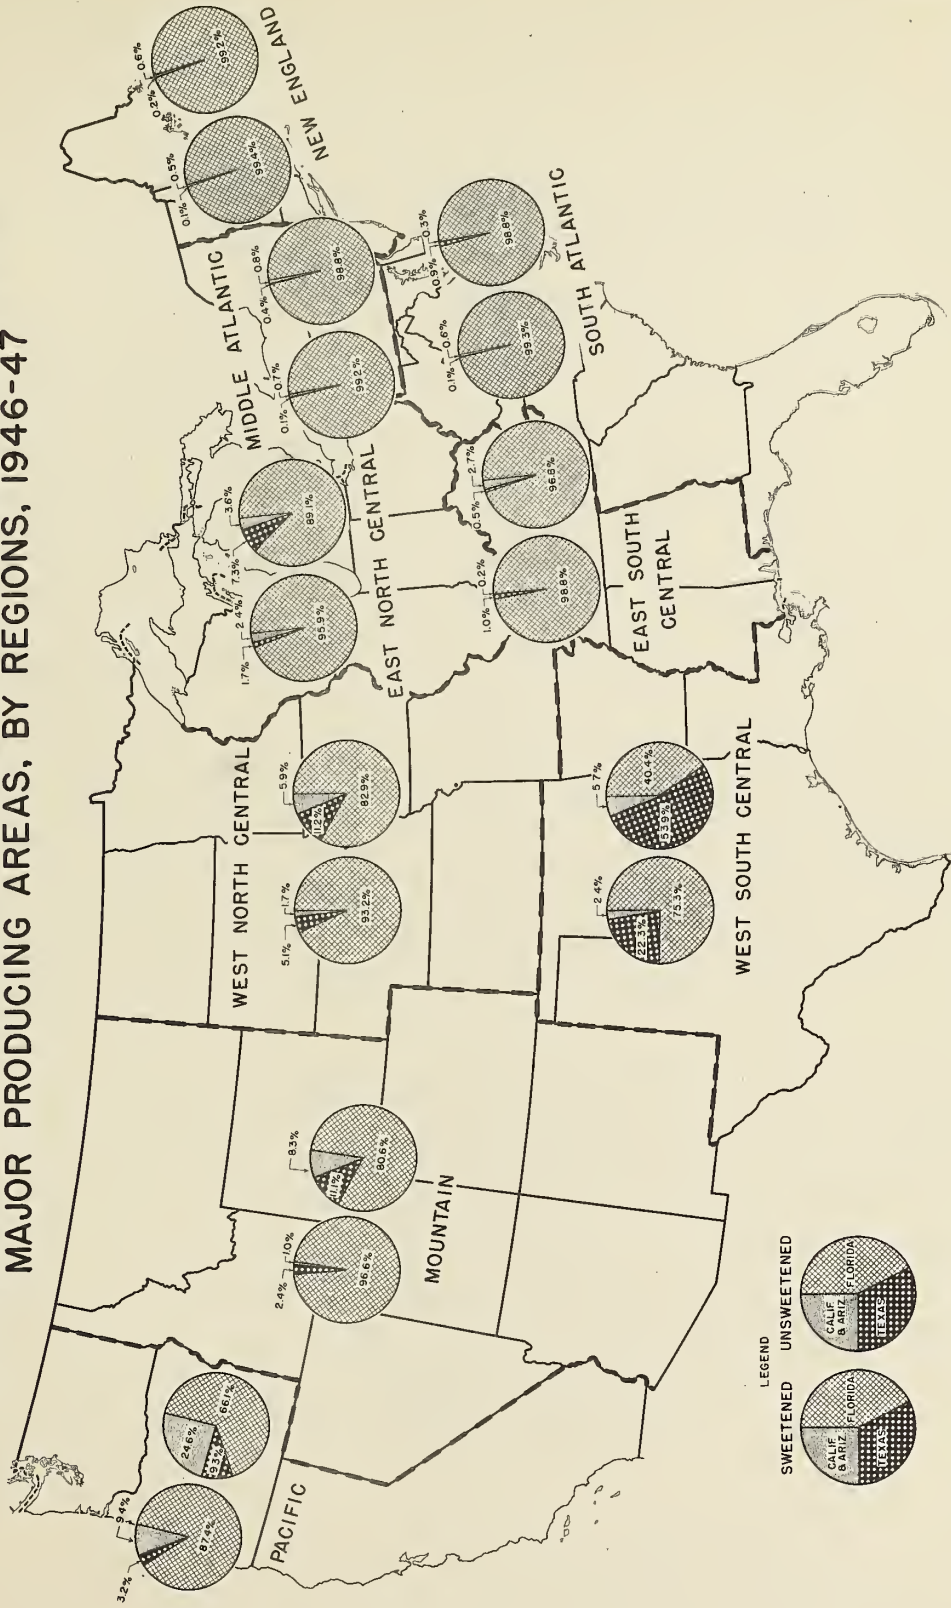 MAJOR PRODUCING AREAS, BY REGIONS, 1946-47
PACIFIC
3.2%
9.4%
87.4%
24.6%
9.3%
66.1%
MOUNTAIN
2.4%
1.0%
96.6%
8.3%
11.1%
80.6%
WEST NORTH CENTRAL
5.1%
1.7%
93.2%
5.9%
11.2%
82.9%
WEST SOUTH CENTRAL
2.4%
22.3%
75.3%
5.7%
40.4%
53.9%
EAST NORTH CENTRAL
1.7%
2.4%
95.9%
7.3%
3.6%
89.1%
EAST SOUTH
CENTRAL
1.0%
0.2%
98.8%
0.5%
2.7%
96.8%
MIDDLE ATLANTIC
0.1%
0.7%
99.2%
0.4%
0.8%
98.8%
SOUTH ATLANTIC
0.1%
0.6%
99.3%
0.9%
0.3%
98.8%
NEW ENGLAND
0.1%
0.5%
99.4%
0.2%
0.6%
99.2%
LEGEND
SWEETENED UNSWEETENED
CALIF
& ARIZ
FLORIDA
TEXAS
CALIF
& ARIZ
FLORIDA
TEXAS